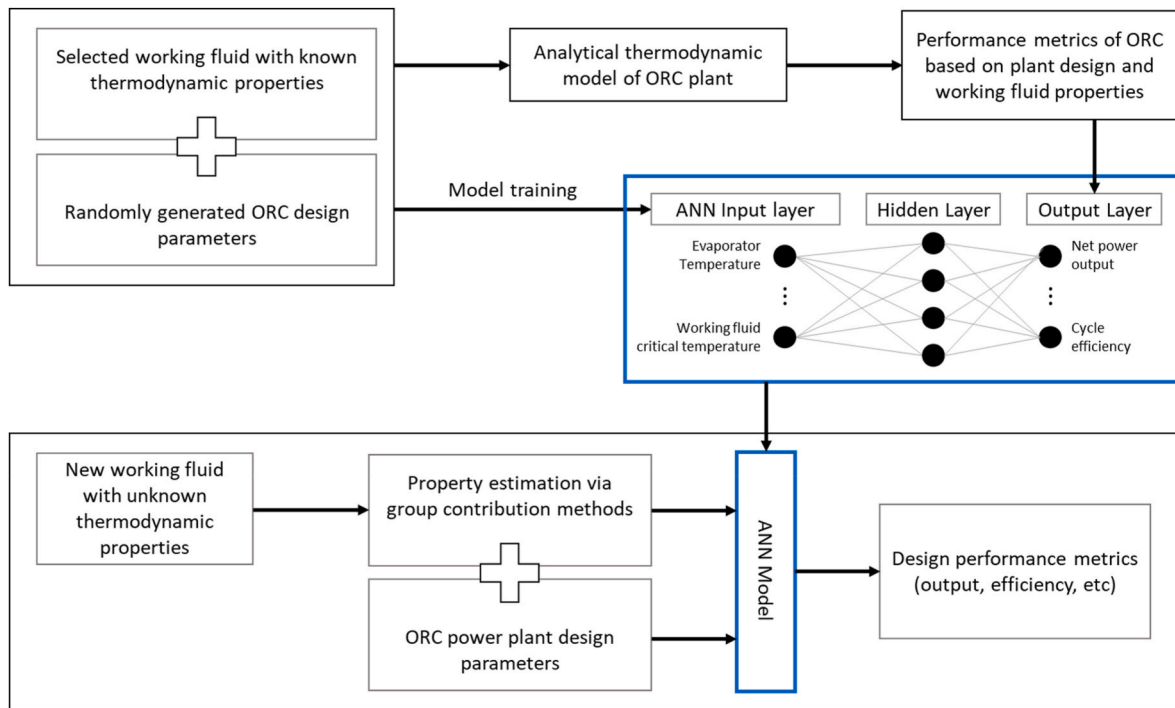 Selected working fluid with known
thermodynamic properties
Randomly generated ORC design
parameters
Analytical thermodynamic
model of ORC plant
Performance metrics of ORC
based on plant design and
working fluid properties
Model training
ANN Input layer
Hidden Layer
Output Layer
Evaporator
Temperature
Working fluid
critical temperature
Net power
output
Cycle
efficiency
New working fluid
with unknown
thermodynamic
properties
Property estimation via
group contribution methods
ORC power plant design
parameters
ANN Model
Design performance metrics
(output, efficiency, etc)